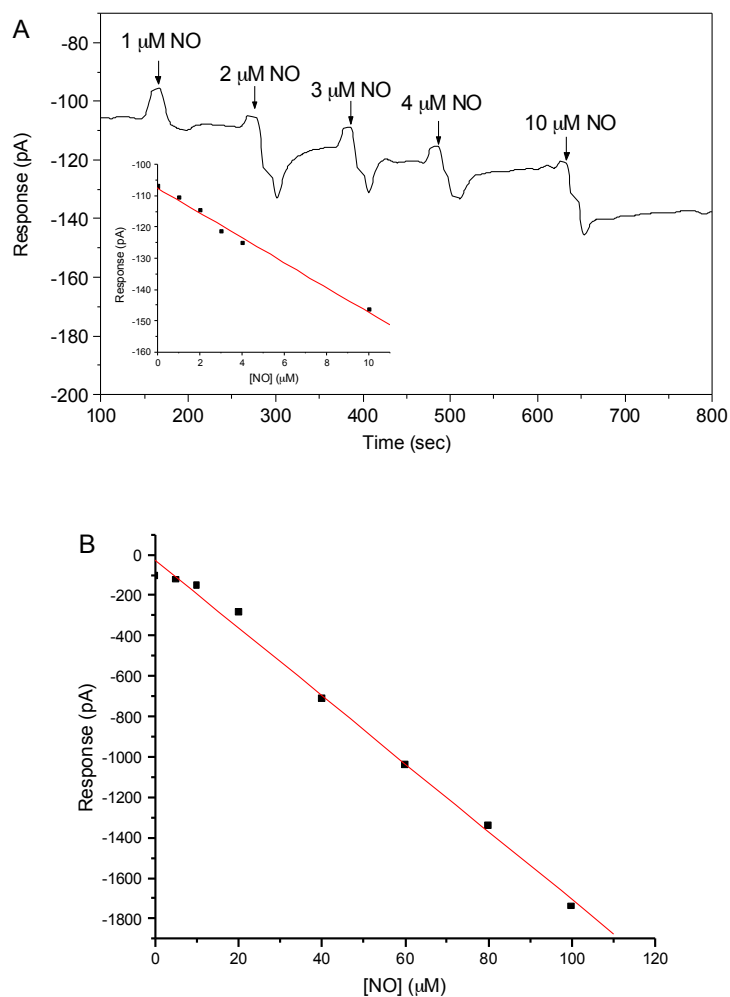 A
1 μM NO
2 μM NO
3 μM NO
4 μM NO
10 μM NO
Response (pA)
-80
-100
-120
-140
-160
-180
-200
100 200 300 400 500 600 700 800
Time (sec)
Response (pA)
-100
-110
-120
-130
-140
-150
-160
0 2 4 6 8 10
[NO] (μM)
B
Response (pA)
0
-200
-400
-600
-800
-1000
-1200
-1400
-1600
-1800
0 20 40 60 80 100 120
[NO] (μM)